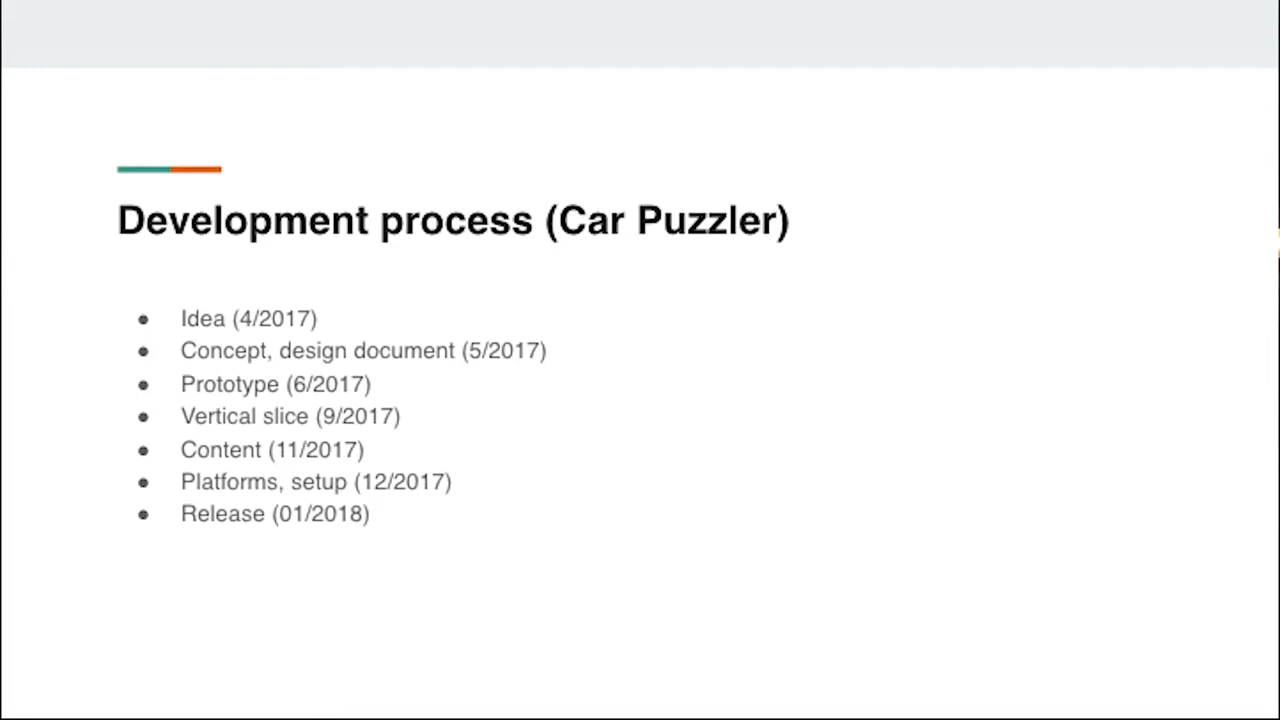 Development process (Car Puzzler)
● Idea (4/2017)
● Concept, design document (5/2017)
● Prototype (6/2017)
● Vertical slice (9/2017)
● Content (11/2017)
● Platforms, setup (12/2017)
● Release (01/2018)